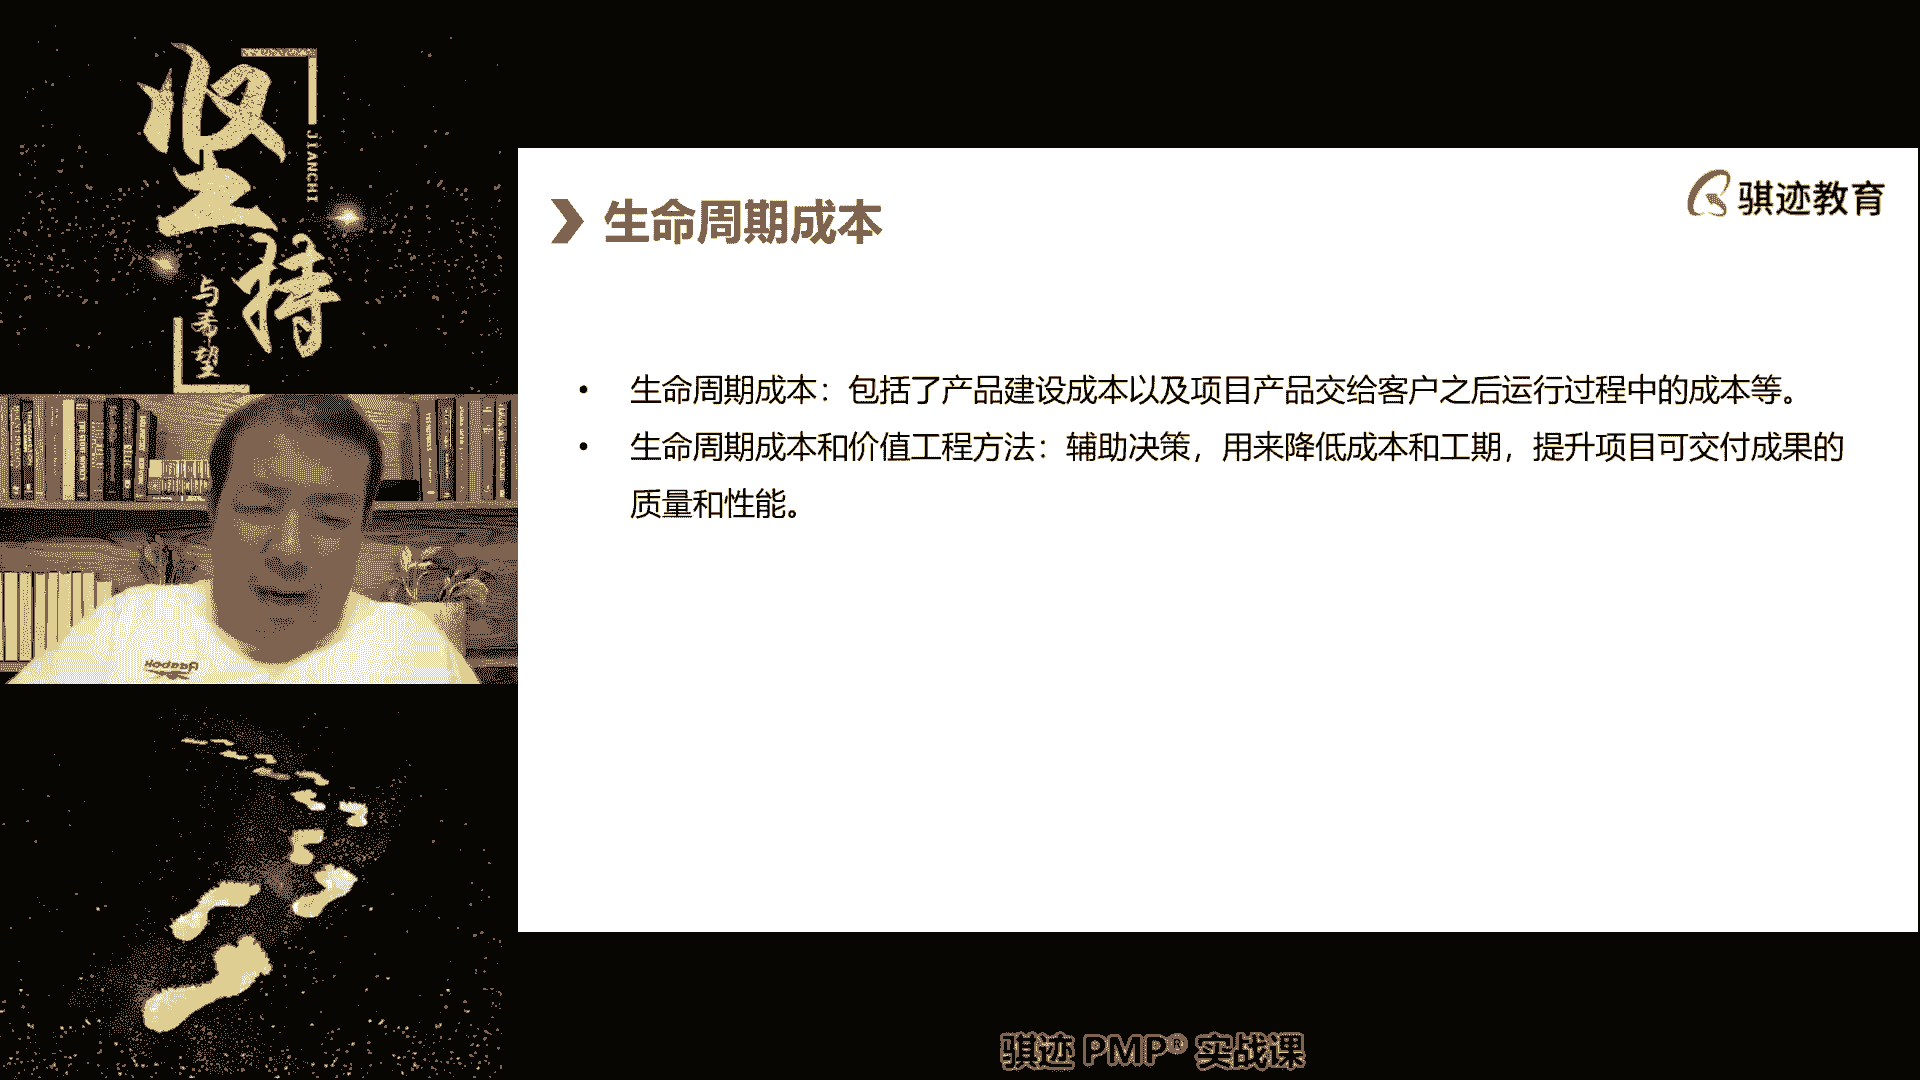 坚持
JIANCHI
与希望
骐迹教育
生命周期成本
• 生命周期成本：包括了产品建设成本以及项目产品交给客户之后运行过程中的成本等。
• 生命周期成本和价值工程方法：辅助决策，用来降低成本和工期，提升项目可交付成果的
质量和性能。
Reebok
骐迹 PMP® 实战课